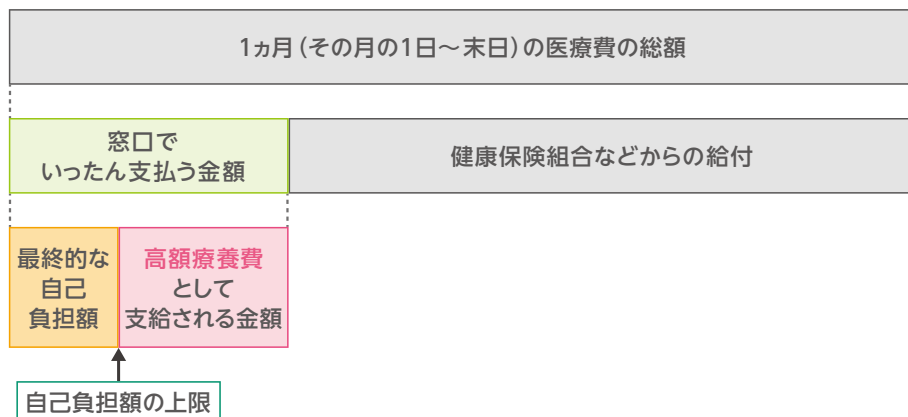 1ヵ月（その月の1日～末日）の医療費の総額
窓口で
いったん支払う金額
健康保険組合などからの給付
最終的な
自己
負担額
高額療養費
として
支給される金額
自己負担額の上限